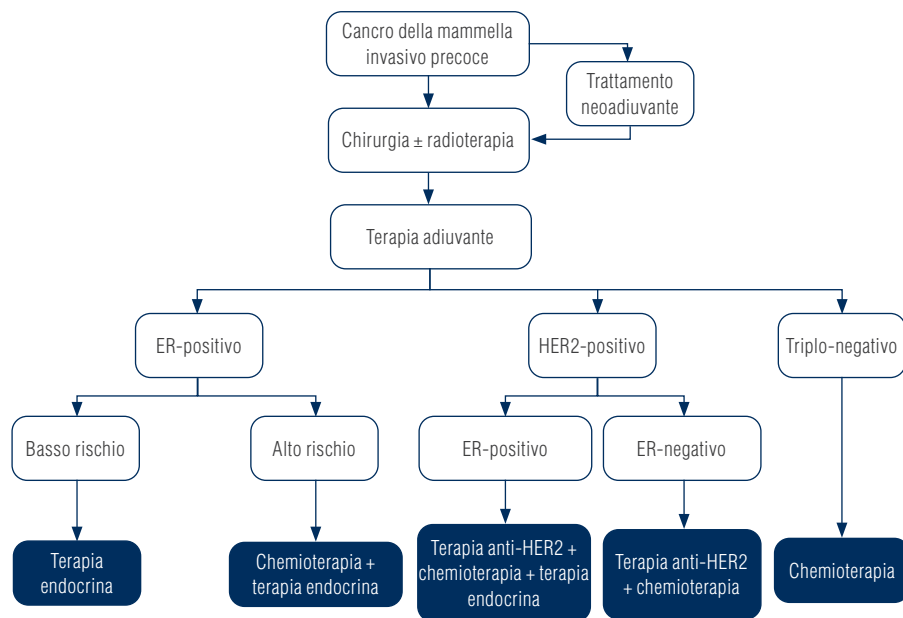 Cancro della mammella
invasivo precoce
Trattamento
neoadiuvante
Chirurgia ± radioterapia
Terapia adiuvante
ER-positivo
HER2-positivo
Triplo-negativo
Basso rischio
Alto rischio
ER-positivo
ER-negativo
Terapia
endocrina
Chemioterapia +
terapia endocrina
Terapia anti-HER2 +
chemioterapia + terapia
endocrina
Terapia anti-HER2
+ chemioterapia
Chemioterapia